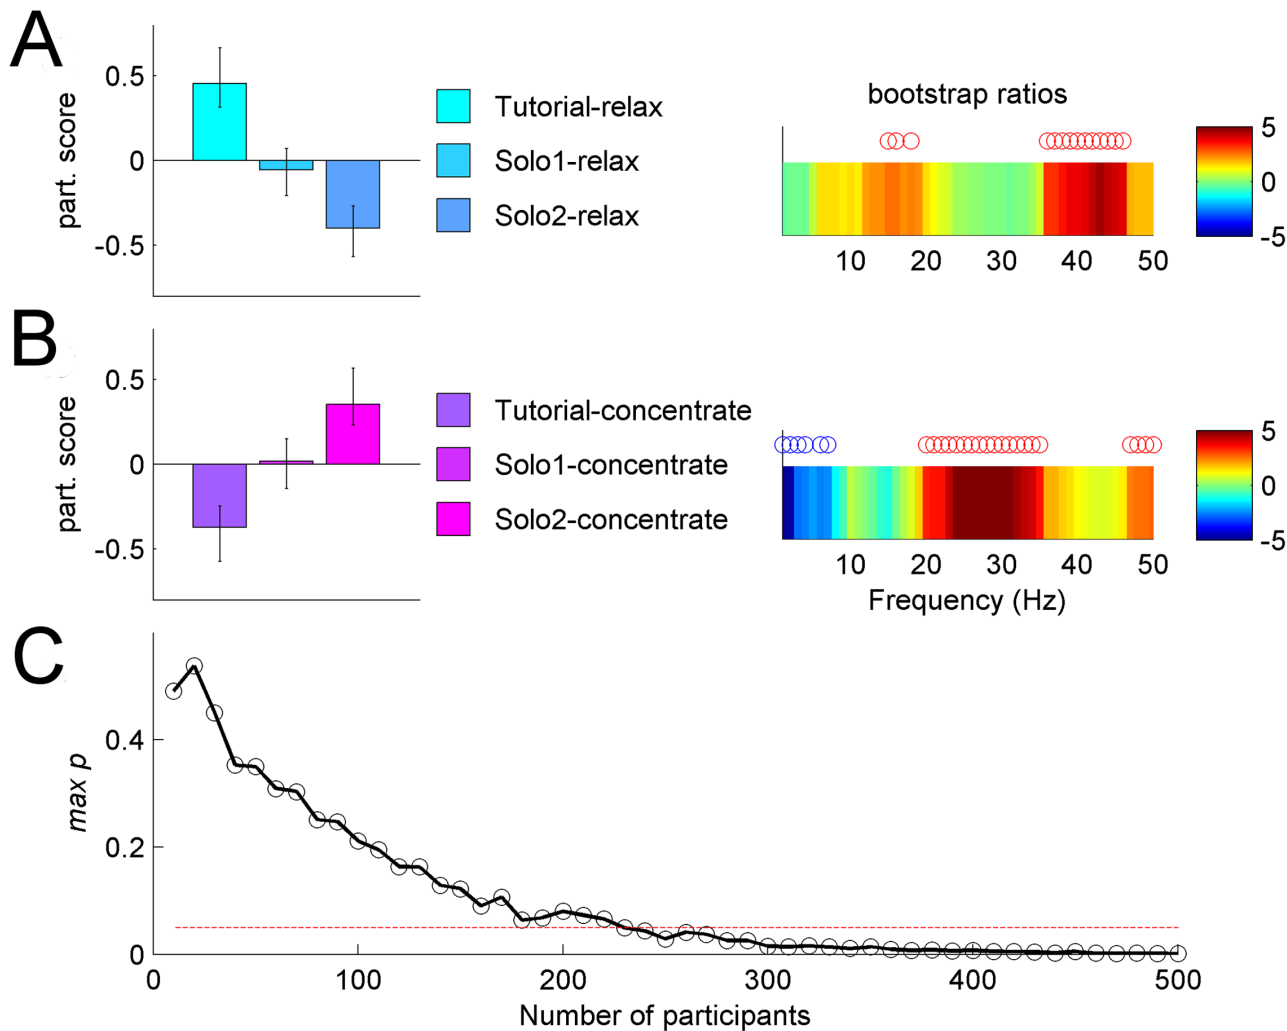 A
part. score
0.5
0
-0.5
Tutorial-relax
Solo1-relax
Solo2-relax
bootstrap ratios
10 20 30 40 50
5
0
-5
B
part. score
0.5
0
-0.5
Tutorial-concentrate
Solo1-concentrate
Solo2-concentrate
10 20 30 40 50
Frequency (Hz)
5
0
-5
C
max p
0.4
0.2
0
0 100 200 300 400 500
Number of participants